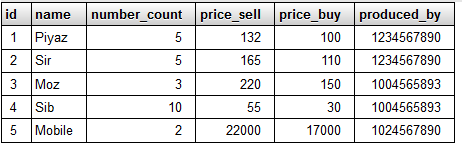 id name number_count price_sell price_buy produced_by
1 Piyaz 5 132 100 1234567890
2 Sir 5 165 110 1234567890
3 Moz 3 220 150 1004565893
4 Sib 10 55 30 1004565893
5 Mobile 2 22000 17000 1024567890